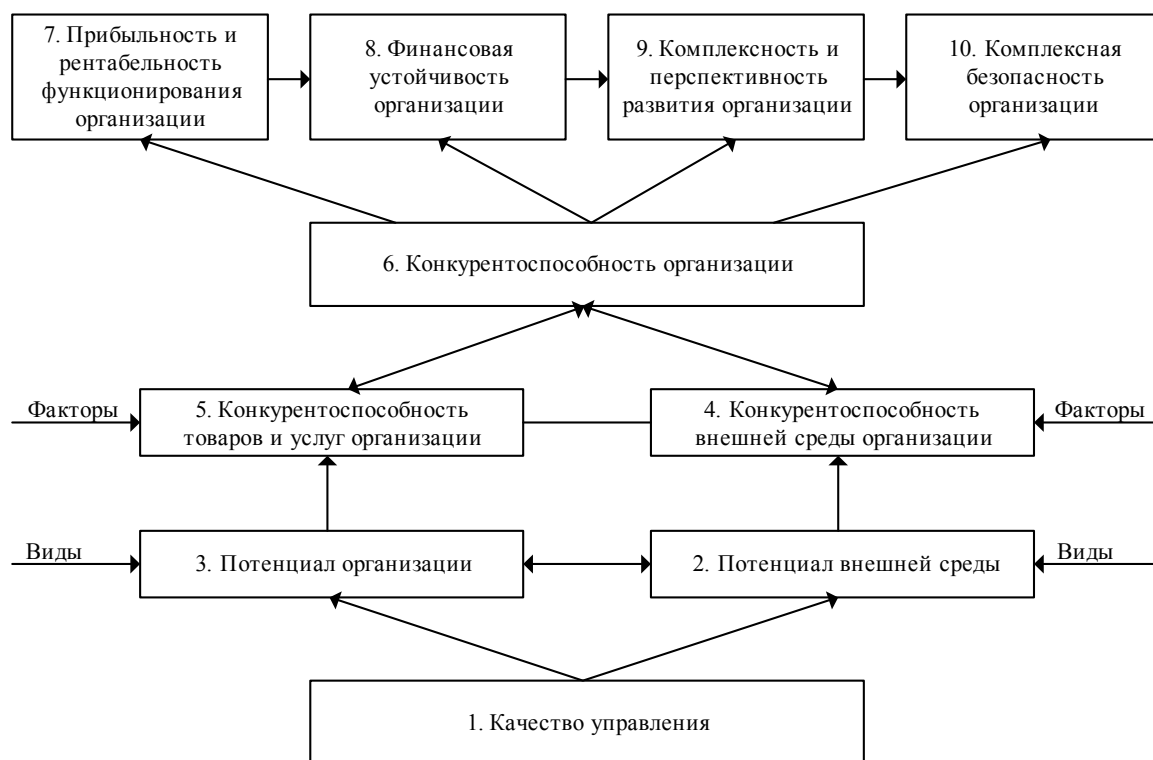 7. Прибыльность и
рентабельность
функционирования
организации
8. Финансовая
устойчивость
организации
9. Комплексность и
перспективность
развития организации
10. Комплексная
безопасность
организации
6. Конкурентоспособность организации
Факторы
5. Конкурентоспособность
товаров и услуг организации
4. Конкурентоспособность
внешней среды организации
Факторы
Виды
3. Потенциал организации
2. Потенциал внешней среды
Виды
1. Качество управления